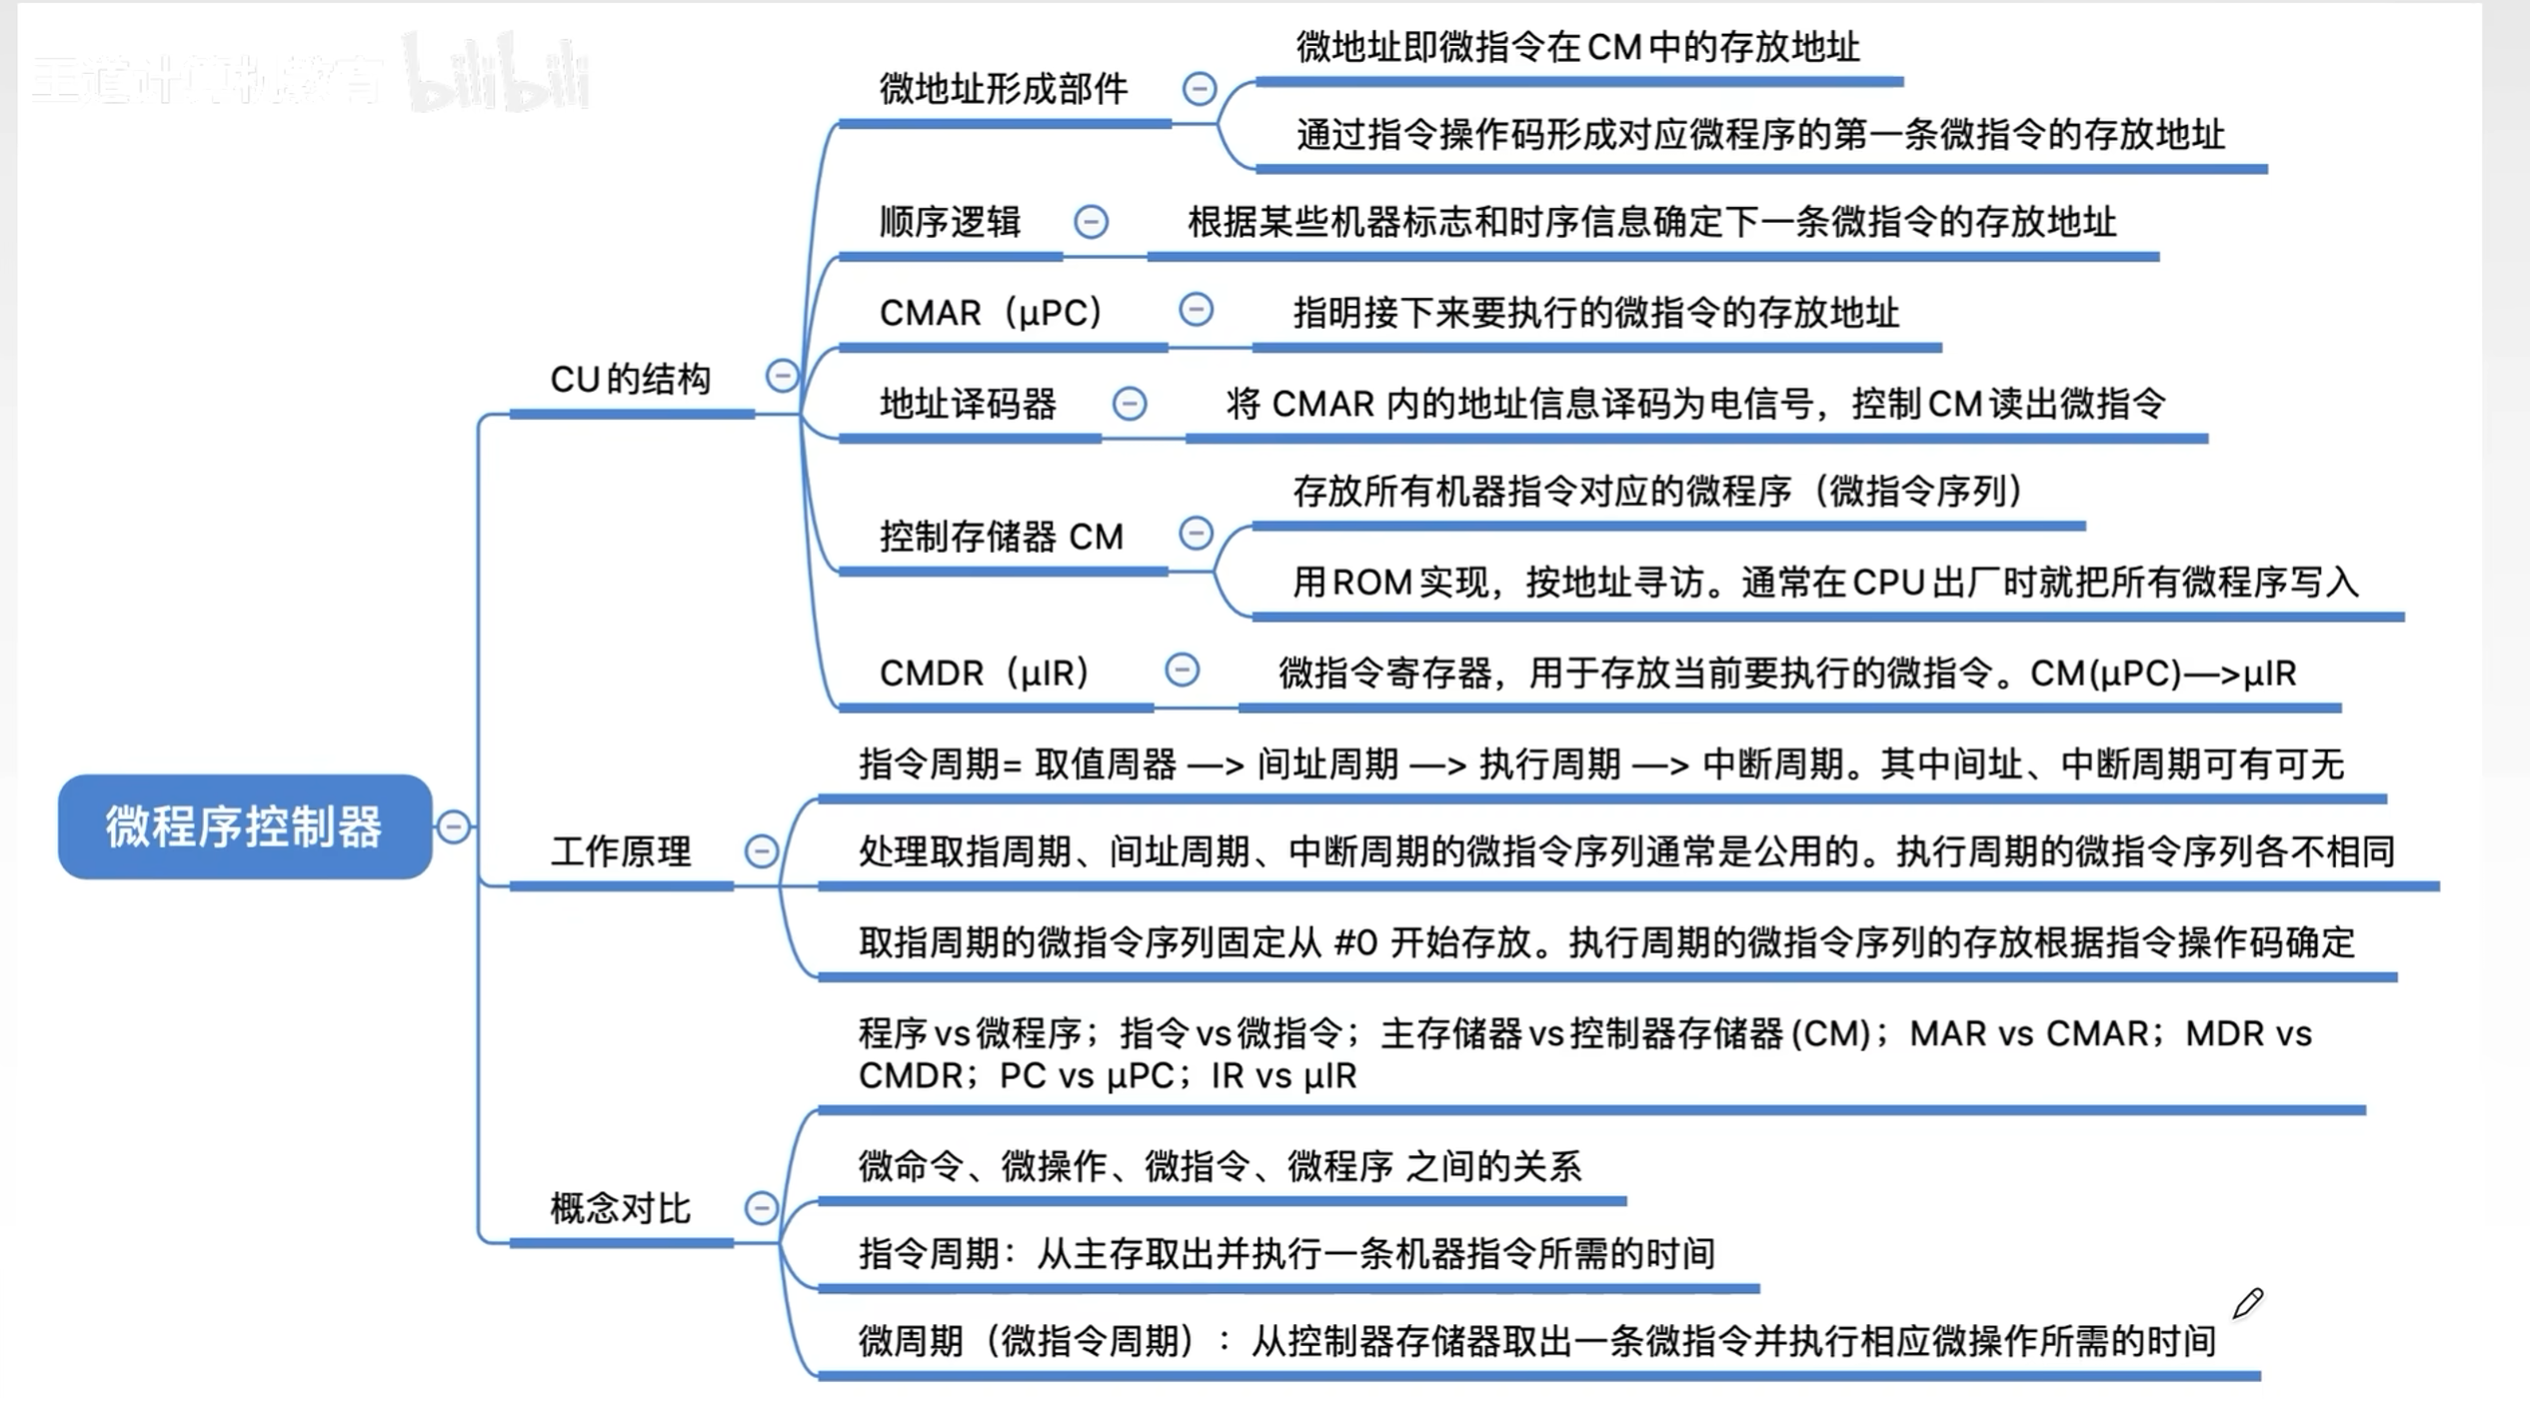 王道计算机教育 bilibili
微地址形成部件
微地址即微指令在CM中的存放地址
通过指令操作码形成对应微程序的第一条微指令的存放地址
顺序逻辑
根据某些机器标志和时序信息确定下一条微指令的存放地址
CMAR（μPC）
指明接下来要执行的微指令的存放地址
CU的结构
地址译码器
将 CMAR 内的地址信息译码为电信号，控制CM读出微指令
控制存储器 CM
存放所有机器指令对应的微程序（微指令序列）
用ROM实现，按地址寻访。通常在CPU出厂时就把所有微程序写入
CMDR（μIR）
微指令寄存器，用于存放当前要执行的微指令。CM(μPC)—>μIR
微程序控制器
工作原理
指令周期= 取值周器 —> 间址周期 —> 执行周期 —> 中断周期。其中间址、中断周期可有可无
处理取指周期、间址周期、中断周期的微指令序列通常是公用的。执行周期的微指令序列各不相同
取指周期的微指令序列固定从 #0 开始存放。执行周期的微指令序列的存放根据指令操作码确定
概念对比
程序vs微程序；指令vs微指令；主存储器vs控制器存储器(CM)；MAR vs CMAR；MDR vs
CMDR；PC vs μPC；IR vs μIR
微命令、微操作、微指令、微程序 之间的关系
指令周期：从主存取出并执行一条机器指令所需的时间
微周期（微指令周期）：从控制器存储器取出一条微指令并执行相应微操作所需的时间